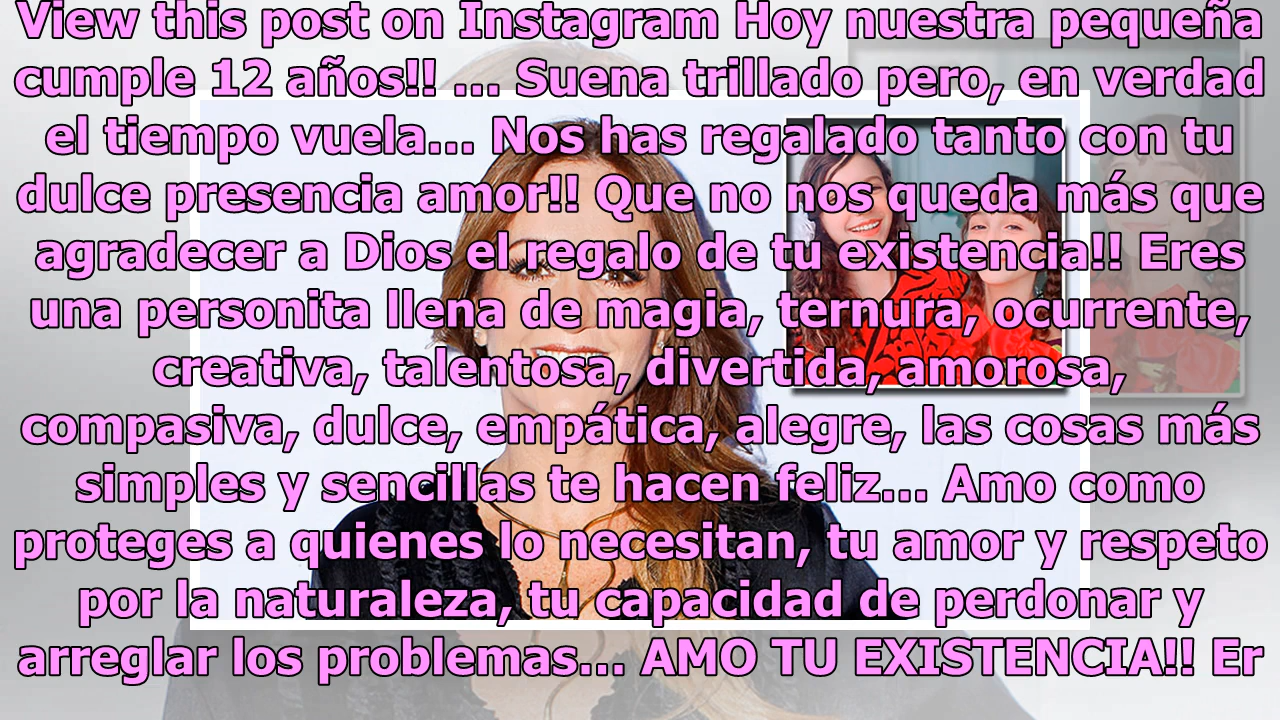 View this post on Instagram Hoy nuestra pequeña
cumple 12 años!! ... Suena trillado pero, en verdad
el tiempo vuela... Nos has regalado tanto con tu
dulce presencia amor!! Que no nos queda más que
agradecer a Dios el regalo de tu existencia!! Eres
una personita llena de magia, ternura, ocurrente,
creativa, talentosa, divertida, amorosa,
compasiva, dulce, empática, alegre, las cosas más
simples y sencillas te hacen feliz... Amo como
proteges a quienes lo necesitan, tu amor y respeto
por la naturaleza, tu capacidad de perdonar y
arreglar los problemas... AMO TU EXISTENCIA!! Er